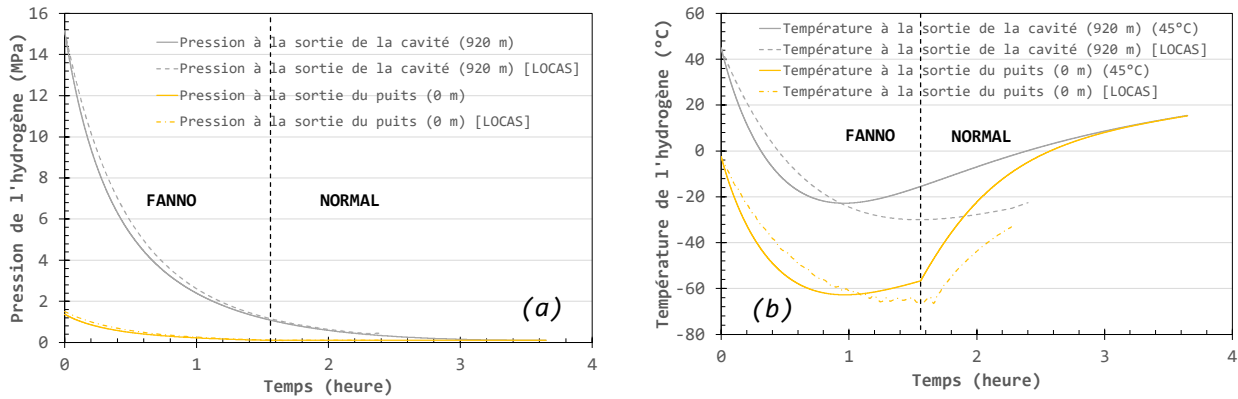 Pression de l'hydrogène (MPa)
16
14
12
10
8
6
4
2
0
Pression à la sortie de la cavité (920 m)
Pression à la sortie de la cavité (920 m) [LOCAS]
Pression à la sortie du puits (0 m)
Pression à la sortie du puits (0 m) [LOCAS]
FANNO
NORMAL
(a)
0
1
2
3
4
Temps (heure)
Température de l'hydrogène (°C)
60
40
20
0
-20
-40
-60
-80
Température à la sortie de la cavité (920 m) (45°C)
Température à la sortie de la cavité (920 m) [LOCAS]
Température à la sortie du puits (0 m) (45°C)
Température à la sortie du puits (0 m) [LOCAS]
FANNO
NORMAL
(b)
0
1
2
3
4
Temps (heure)